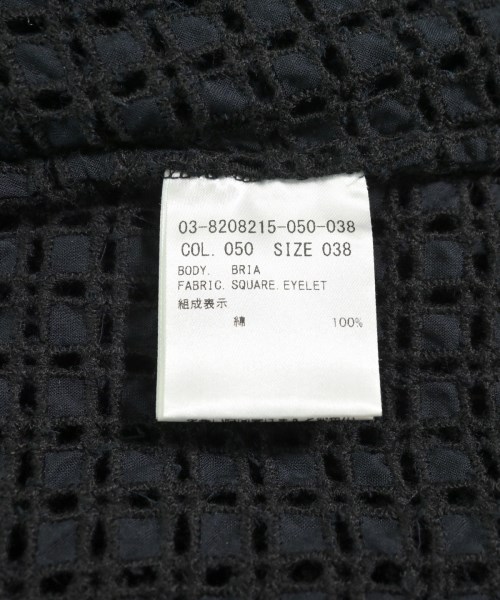 03-8208215-050-038
COL. 050 SIZE 038
BODY. BRIA
FABRIC. SQUARE. EYELET
組成表示
綿 100%